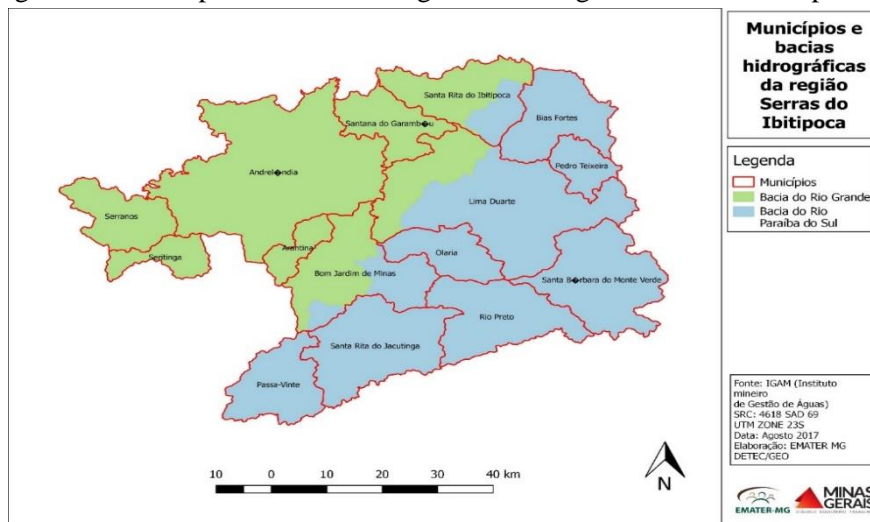 Municípios e
bacias
hidrográficas
da região
Serras do
Ibitipoca
Legenda
Municípios
Bacia do Rio Grande
Bacia do Rio
Paraíba do Sul
Santa Rita do Ibitipoca
Bias Fortes
Santana do Garamb�u
Pedro Teixeira
Andrel�ndia
Lima Duarte
Serranos
Arantina
Olaria
Seritinga
Bom Jardim de Minas
Santa B�rbara do Monte Verde
Rio Preto
Santa Rita do Jacutinga
Passa-Vinte
10 0 10 20 30 40 km
N
Fonte: IGAM (Instituto
mineiro
de Gestão de Águas)
SRC: 4618 SAD 69
UTM ZONE 23S
Data: Agosto 2017
Elaboração: EMATER MG
DETEC/GEO
EMATER-MG
MINAS
GERAIS